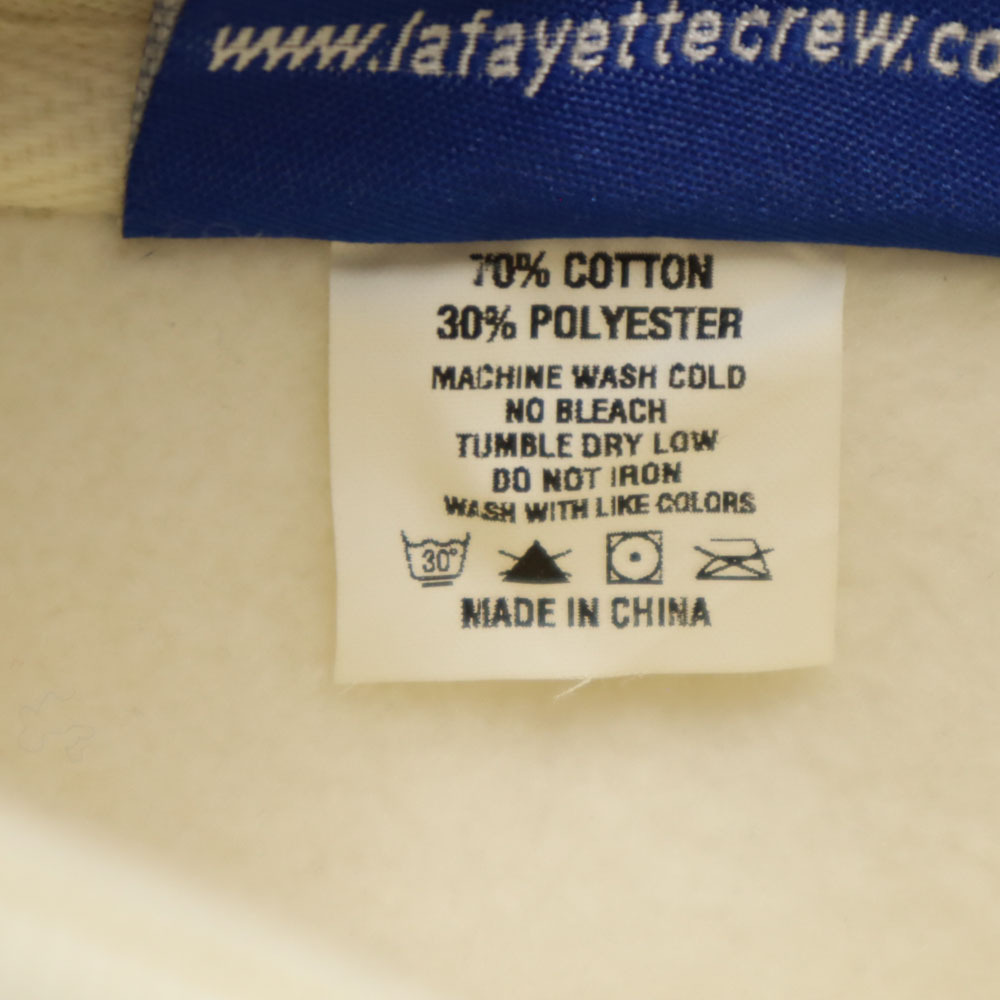 www.lafayettecrew.co
70% COTTON
30% POLYESTER
MACHINE WASH COLD
NO BLEACH
TUMBLE DRY LOW
DO NOT IRON
WASH WITH LIKE COLORS
30°
MADE IN CHINA